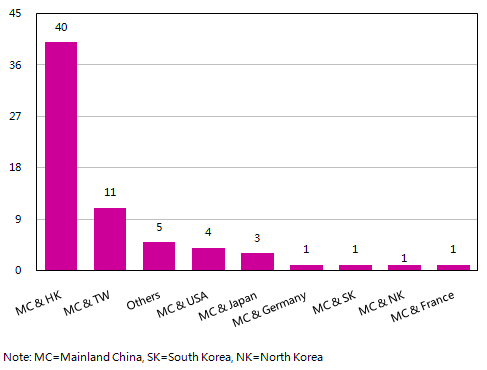 45
40
36
27
18
11
9
5
4
3
1
1
1
1
0
MC & HK
MC & TW
Others
MC & USA
MC & Japan
MC & Germany
MC & SK
MC & NK
MC & France
Note: MC=Mainland China, SK=South Korea, NK=North Korea